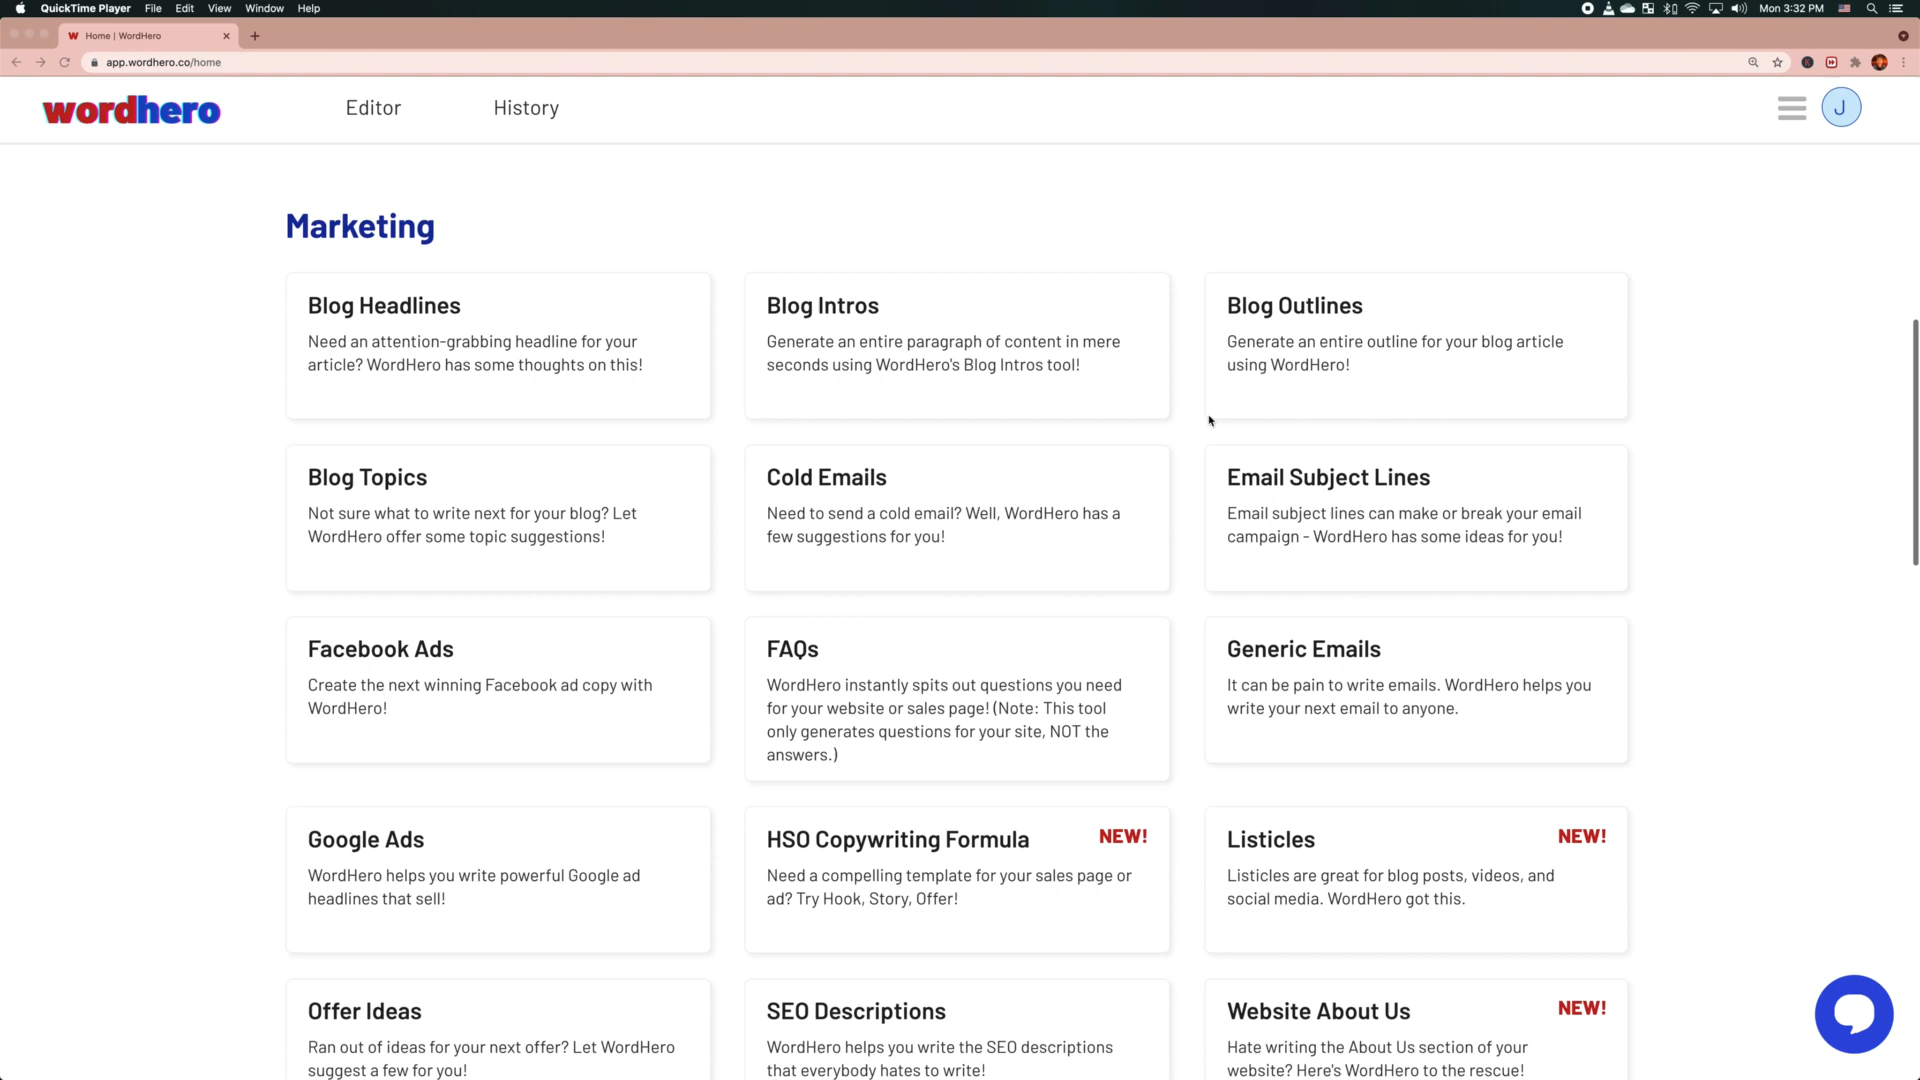 QuickTime Player File Edit View Window Help
Mon 3:32 PM
Home | WordHero
app.wordhero.co/home
wordhero
Editor
History
J
Marketing
Blog Headlines
Need an attention-grabbing headline for your
article? WordHero has some thoughts on this!
Blog Intros
Generate an entire paragraph of content in mere
seconds using WordHero's Blog Intros tool!
Blog Outlines
Generate an entire outline for your blog article
using WordHero!
Blog Topics
Not sure what to write next for your blog? Let
WordHero offer some topic suggestions!
Cold Emails
Need to send a cold email? Well, WordHero has a
few suggestions for you!
Email Subject Lines
Email subject lines can make or break your email
campaign - WordHero has some ideas for you!
Facebook Ads
Create the next winning Facebook ad copy with
WordHero!
FAQs
WordHero instantly spits out questions you need
for your website or sales page! (Note: This tool
only generates questions for your site, NOT the
answers.)
Generic Emails
It can be pain to write emails. WordHero helps you
write your next email to anyone.
Google Ads
WordHero helps you write powerful Google ad
headlines that sell!
HSO Copywriting Formula
NEW!
Need a compelling template for your sales page or
ad? Try Hook, Story, Offer!
Listicles
NEW!
Listicles are great for blog posts, videos, and
social media. WordHero got this.
Offer Ideas
Ran out of ideas for your next offer? Let WordHero
suggest a few for you!
SEO Descriptions
WordHero helps you write the SEO descriptions
that everybody hates to write!
Website About Us
NEW!
Hate writing the About Us section of your
website? Here's WordHero to the rescue!